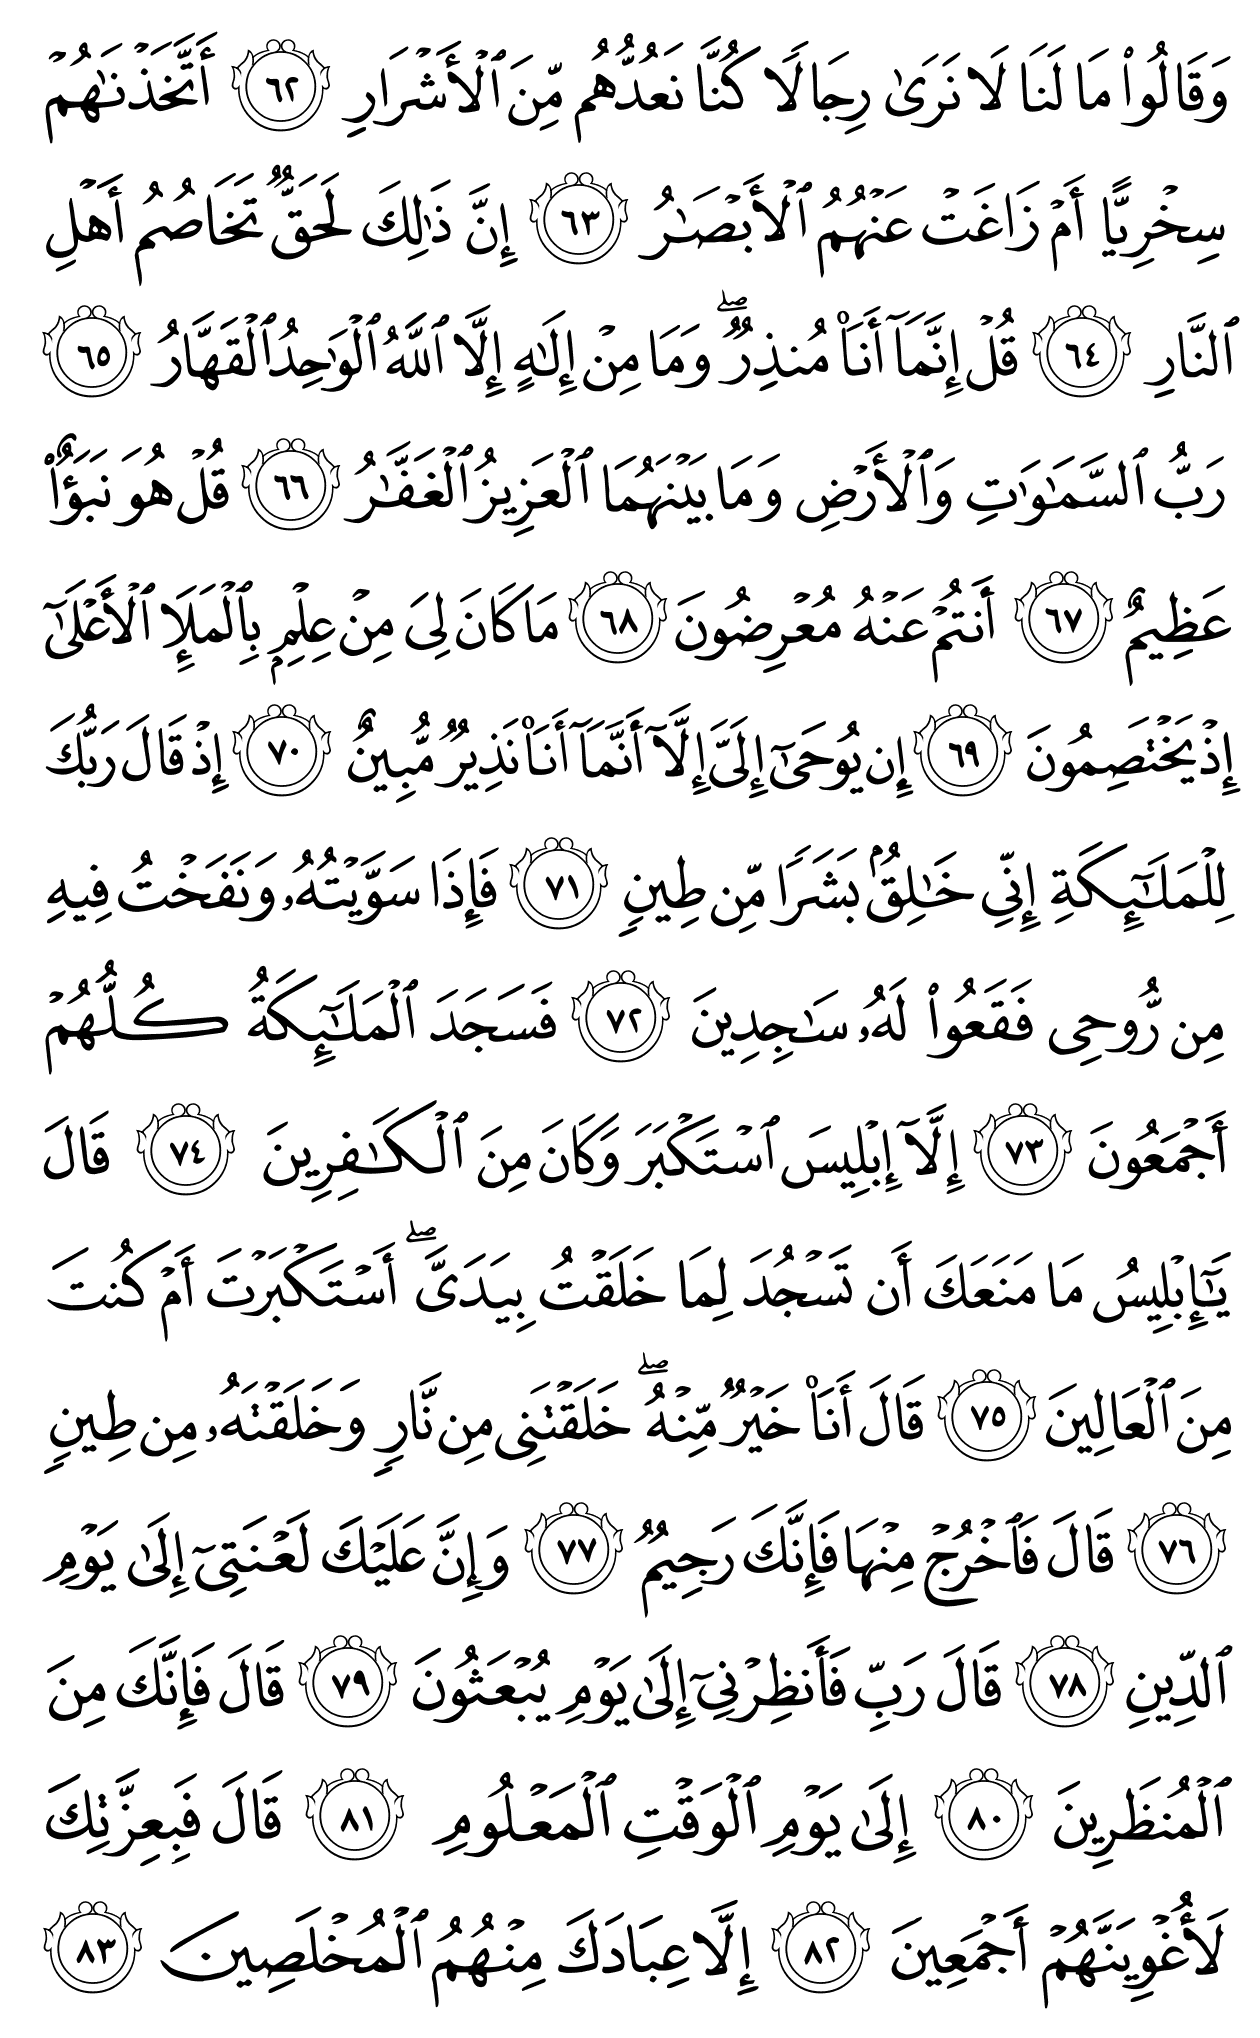 وَقَالُوا۟ مَا لَنَا لَا نَرَىٰ رِجَالًا كُنَّا نَعُدُّهُم مِّنَ ٱلْأَشْرَارِ ٦٢ أَتَّخَذْنَٰهُمْ
سِخْرِيًّا أَمْ زَاغَتْ عَنْهُمُ ٱلْأَبْصَٰرُ ٦٣ إِنَّ ذَٰلِكَ لَحَقٌّ تَخَاصُمُ أَهْلِ
ٱلنَّارِ ٦٤ قُلْ إِنَّمَآ أَنَا۠ مُنذِرٌ ۖ وَمَا مِنْ إِلَٰهٍ إِلَّا ٱللَّهُ ٱلْوَٰحِدُ ٱلْقَهَّارُ ٦٥
رَبُّ ٱلسَّمَٰوَٰتِ وَٱلْأَرْضِ وَمَا بَيْنَهُمَا ٱلْعَزِيزُ ٱلْغَفَّٰرُ ٦٦ قُلْ هُوَ نَبَؤٌا۟
عَظِيمٌ ٦٧ أَنتُمْ عَنْهُ مُعْرِضُونَ ٦٨ مَا كَانَ لِىَ مِنْ عِلْمٍۭ بِٱلْمَلَإِ ٱلْأَعْلَىٰٓ
إِذْ يَخْتَصِمُونَ ٦٩ إِن يُوحَىٰٓ إِلَىَّ إِلَّآ أَنَّمَآ أَنَا۠ نَذِيرٌ مُّبِينٌ ٧٠ إِذْ قَالَ رَبُّكَ
لِلْمَلَٰٓئِكَةِ إِنِّى خَٰلِقٌۢ بَشَرًا مِّن طِينٍ ٧١ فَإِذَا سَوَّيْتُهُۥ وَنَفَخْتُ فِيهِ
مِن رُّوحِى فَقَعُوا۟ لَهُۥ سَٰجِدِينَ ٧٢ فَسَجَدَ ٱلْمَلَٰٓئِكَةُ كُلُّهُمْ
أَجْمَعُونَ ٧٣ إِلَّآ إِبْلِيسَ ٱسْتَكْبَرَ وَكَانَ مِنَ ٱلْكَٰفِرِينَ ٧٤ قَالَ
يَٰٓإِبْلِيسُ مَا مَنَعَكَ أَن تَسْجُدَ لِمَا خَلَقْتُ بِيَدَىَّ ۖ أَسْتَكْبَرْتَ أَمْ كُنتَ
مِنَ ٱلْعَالِينَ ٧٥ قَالَ أَنَا۠ خَيْرٌ مِّنْهُ ۖ خَلَقْتَنِى مِن نَّارٍ وَخَلَقْتَهُۥ مِن طِينٍ
٧٦ قَالَ فَٱخْرُجْ مِنْهَا فَإِنَّكَ رَجِيمٌ ٧٧ وَإِنَّ عَلَيْكَ لَعْنَتِىٓ إِلَىٰ يَوْمِ
ٱلدِّينِ ٧٨ قَالَ رَبِّ فَأَنظِرْنِىٓ إِلَىٰ يَوْمِ يُبْعَثُونَ ٧٩ قَالَ فَإِنَّكَ مِنَ
ٱلْمُنظَرِينَ ٨٠ إِلَىٰ يَوْمِ ٱلْوَقْتِ ٱلْمَعْلُومِ ٨١ قَالَ فَبِعِزَّتِكَ
لَأُغْوِيَنَّهُمْ أَجْمَعِينَ ٨٢ إِلَّا عِبَادَكَ مِنْهُمُ ٱلْمُخْلَصِينَ ٨٣